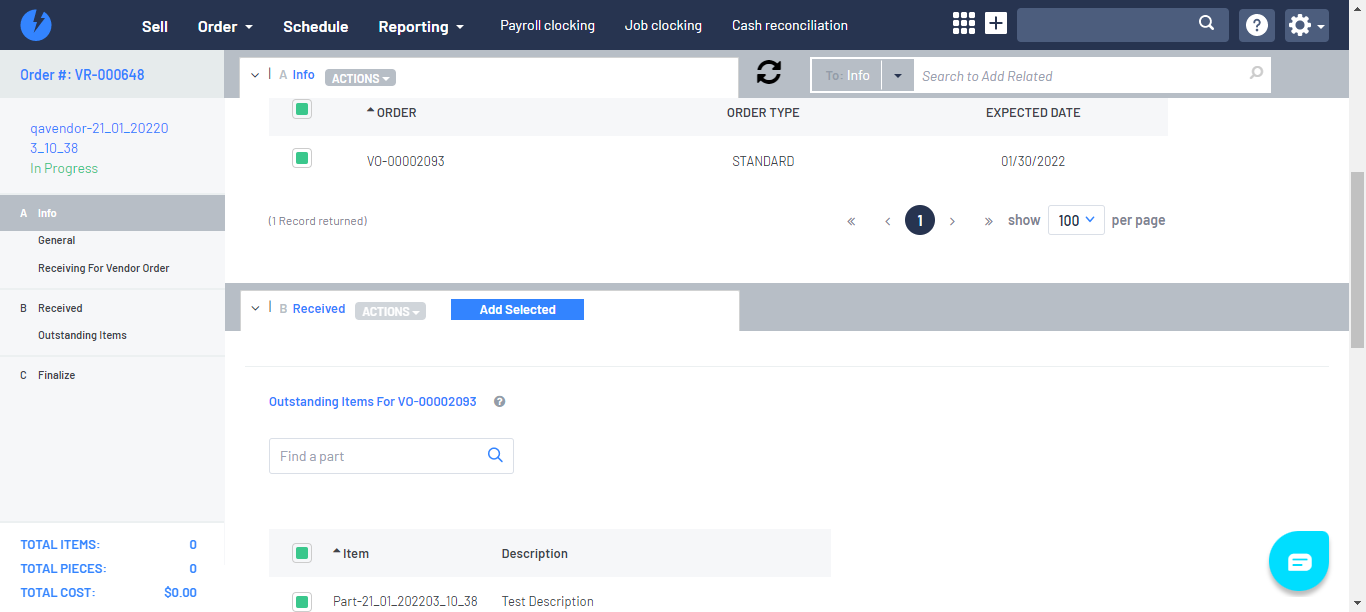 Sell Order Schedule Reporting Payroll clocking Job clocking Cash reconciliation
Order #: VR-000648
qavendor-21_01_20220
3_10_38
In Progress
A Info
General
Receiving For Vendor Order
B Received
Outstanding Items
C Finalize
TOTAL ITEMS: 0
TOTAL PIECES: 0
TOTAL COST: $0.00
A Info ACTIONS
To: Info Search to Add Related
ORDER ORDER TYPE EXPECTED DATE
VO-00002093 STANDARD 01/30/2022
(1 Record returned) « ‹ 1 › » show 100 per page
B Received ACTIONS Add Selected
Outstanding Items For VO-00002093 ?
Find a part
Item Description
Part-21_01_202203_10_38 Test Description